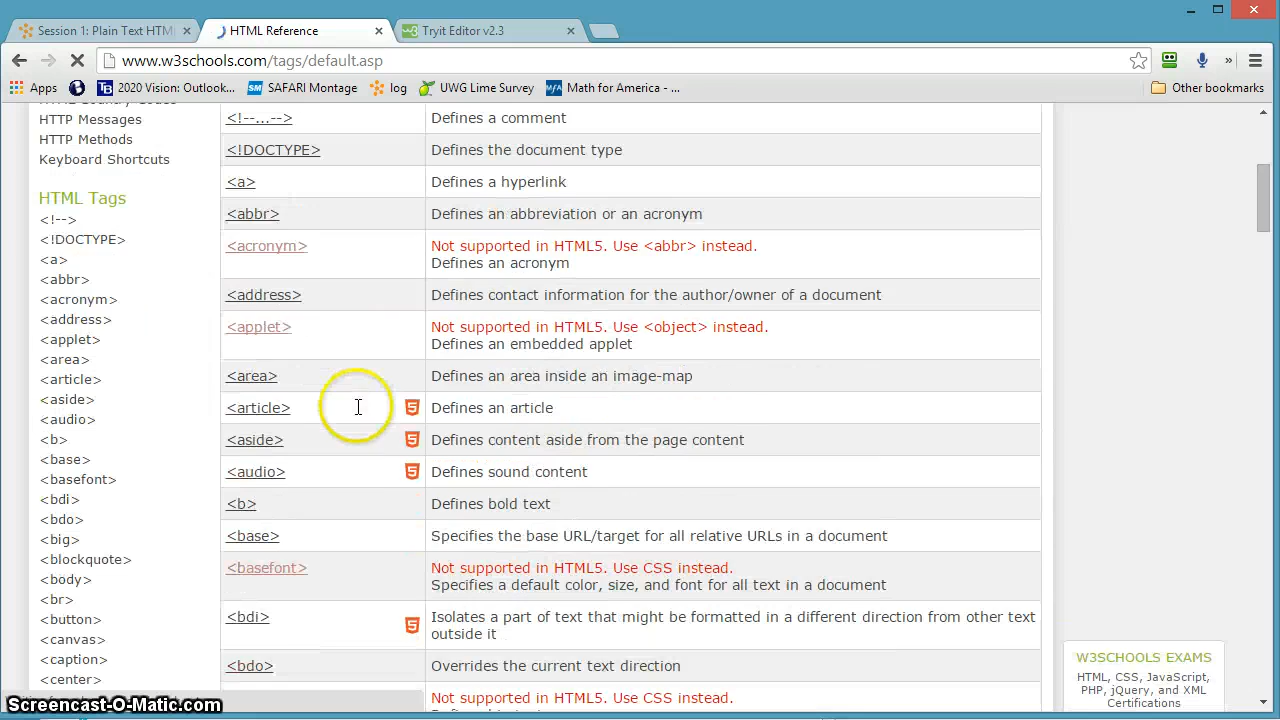 Session 1: Plain Text HTM
HTML Reference
Tryit Editor v2.3
www.w3schools.com/tags/default.asp
Apps
2020 Vision: Outlook...
SAFARI Montage
log
UWG Lime Survey
Math for America - ...
Other bookmarks
HTTP Messages
HTTP Methods
Keyboard Shortcuts
HTML Tags
<!-->
<!DOCTYPE>
<a>
<abbr>
<acronym>
<address>
<applet>
<area>
<article>
<aside>
<audio>
<b>
<base>
<basefont>
<bdi>
<bdo>
<big>
<blockquote>
<body>
<br>
<button>
<canvas>
<caption>
<center>
<!--...--> Defines a comment
<!DOCTYPE> Defines the document type
<a> Defines a hyperlink
<abbr> Defines an abbreviation or an acronym
<acronym> Not supported in HTML5. Use <abbr> instead.
Defines an acronym
<address> Defines contact information for the author/owner of a document
<applet> Not supported in HTML5. Use <object> instead.
Defines an embedded applet
<area> Defines an area inside an image-map
<article> Defines an article
<aside> Defines content aside from the page content
<audio> Defines sound content
<b> Defines bold text
<base> Specifies the base URL/target for all relative URLs in a document
<basefont> Not supported in HTML5. Use CSS instead.
Specifies a default color, size, and font for all text in a document
<bdi> Isolates a part of text that might be formatted in a different direction from other text
outside it
<bdo> Overrides the current text direction
Not supported in HTML5. Use CSS instead.
W3SCHOOLS EXAMS
HTML, CSS, JavaScript,
PHP, jQuery, and XML
Certifications
Screencast-O-Matic.com